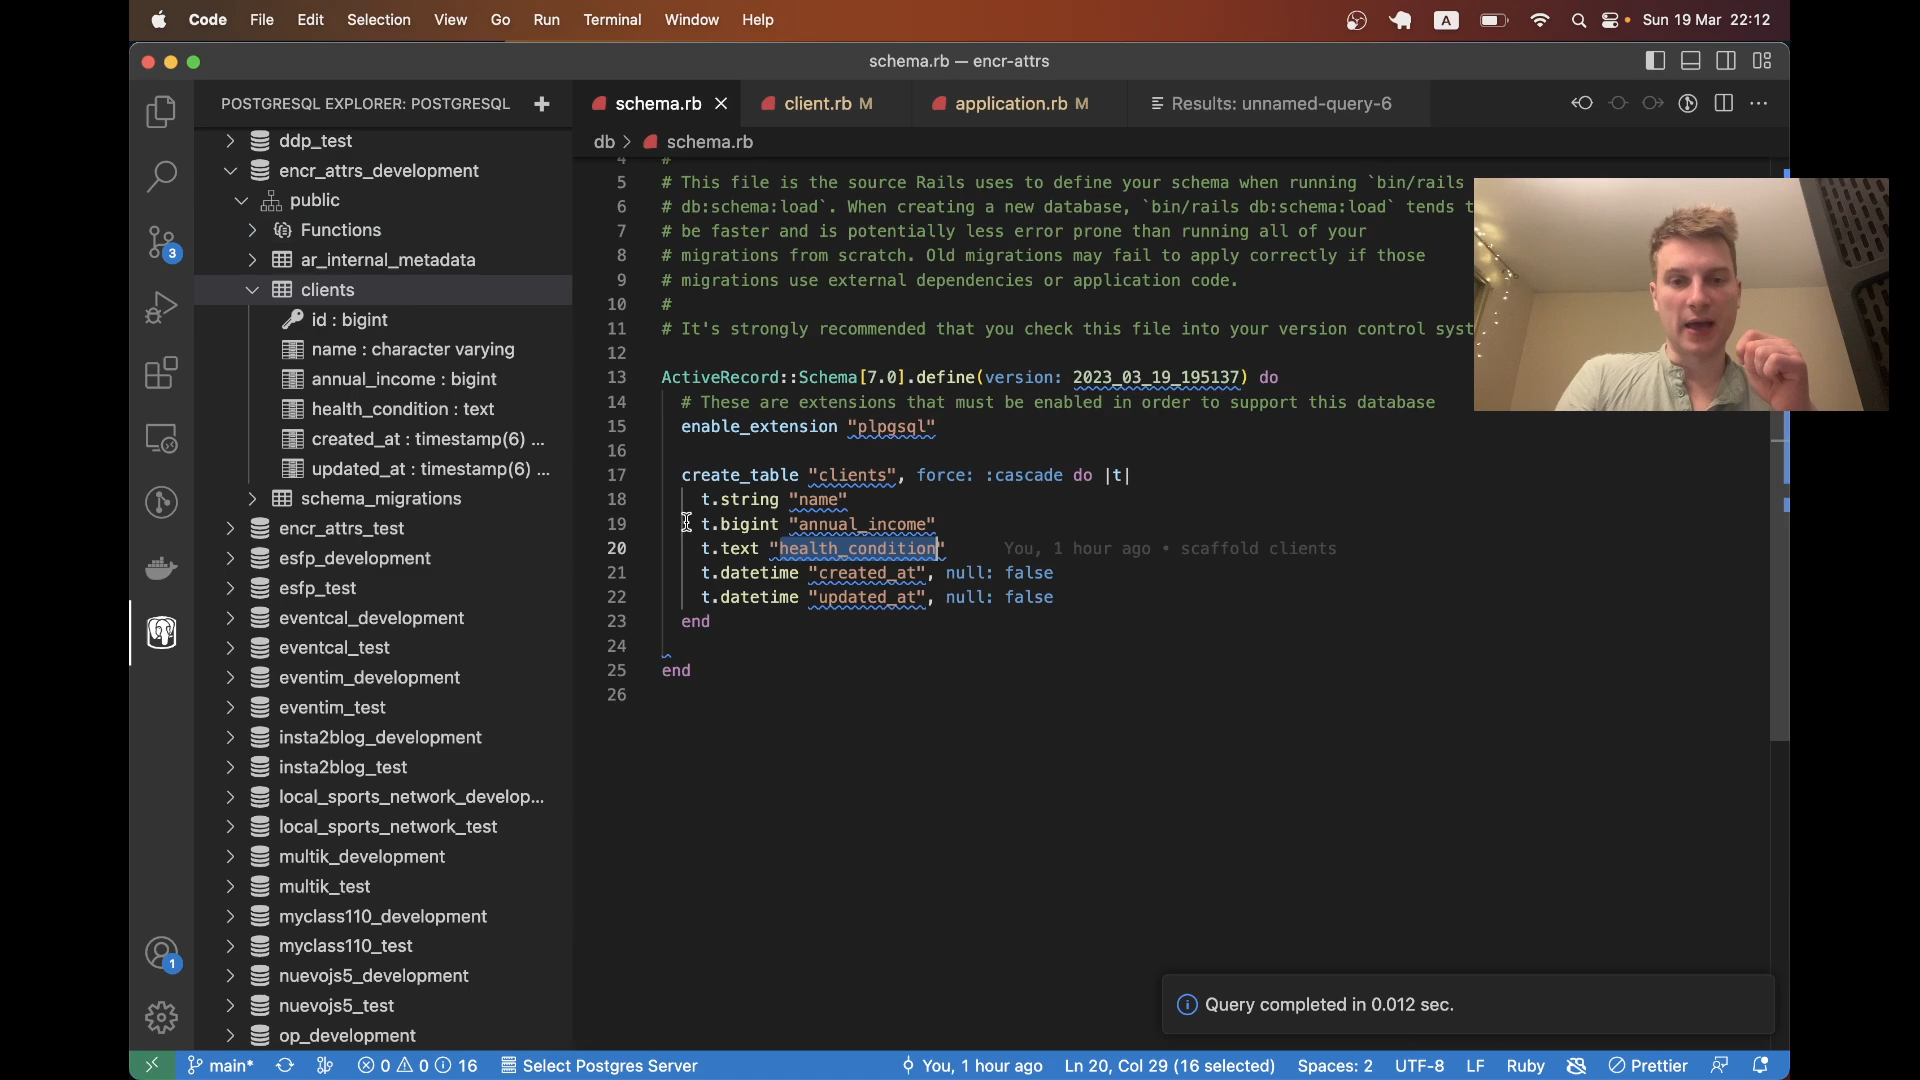 Code File Edit Selection View Go Run Terminal Window Help
A
Sun 19 Mar 22:12
schema.rb — encr-attrs
POSTGRESQL EXPLORER: POSTGRESQL
schema.rb
client.rb M
application.rb M
Results: unnamed-query-6
db > schema.rb
ddp_test
encr_attrs_development
public
Functions
ar_internal_metadata
clients
id : bigint
name : character varying
annual_income : bigint
health_condition : text
created_at : timestamp(6) ...
updated_at : timestamp(6) ...
schema_migrations
encr_attrs_test
esfp_development
esfp_test
eventcal_development
eventcal_test
eventim_development
eventim_test
insta2blog_development
insta2blog_test
local_sports_network_develop...
local_sports_network_test
multik_development
multik_test
myclass110_development
myclass110_test
nuevojs5_development
nuevojs5_test
op_development
3
1
4 #
5 # This file is the source Rails uses to define your schema when running `bin/rails
6 # db:schema:load`. When creating a new database, `bin/rails db:schema:load` tends t
7 # be faster and is potentially less error prone than running all of your
8 # migrations from scratch. Old migrations may fail to apply correctly if those
9 # migrations use external dependencies or application code.
10 #
11 # It's strongly recommended that you check this file into your version control syst
12
13 ActiveRecord::Schema[7.0].define(version: 2023_03_19_195137) do
14 # These are extensions that must be enabled in order to support this database
15 enable_extension "plpgsql"
16
17 create_table "clients", force: :cascade do |t|
18 t.string "name"
19 t.bigint "annual_income"
20 t.text "health_condition" You, 1 hour ago • scaffold clients
21 t.datetime "created_at", null: false
22 t.datetime "updated_at", null: false
23 end
24
25 end
26
Query completed in 0.012 sec.
main* 0 0 16 Select Postgres Server You, 1 hour ago Ln 20, Col 29 (16 selected) Spaces: 2 UTF-8 LF Ruby Prettier